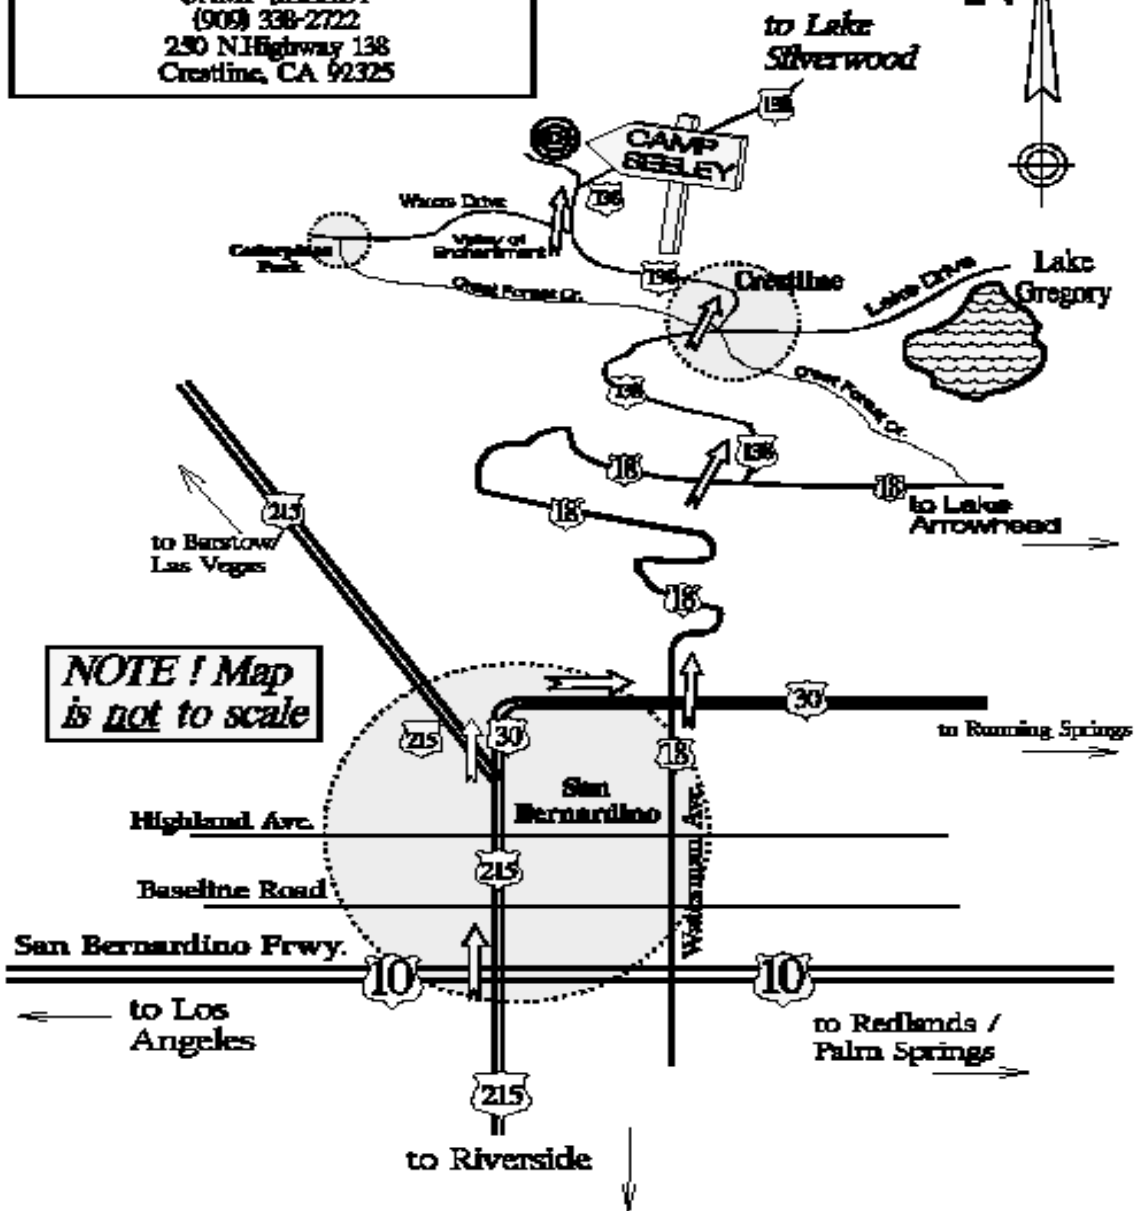 (909) 338-2722
250 N.Highway 138
Crestline, CA 92325
N
to Lake
Silverwood
138
CAMP
SEELEY
138
Waters Drive
Valley of
Enchantment
Park
138
Crestline
Lake Drive
Lake
Gregory
Crest Forest Dr.
138
Crest Forest Dr.
138
18
18
to Lake
Arrowhead
18
215
to Barstow/
Las Vegas
18
NOTE ! Map
is not to scale
30
215
30
to Running Springs
18
San
Bernardino
Highland Ave.
Waterman Ave.
215
Baseline Road
San Bernardino Frwy.
10
10
to Los
Angeles
to Redlands /
Palm Springs
215
to Riverside